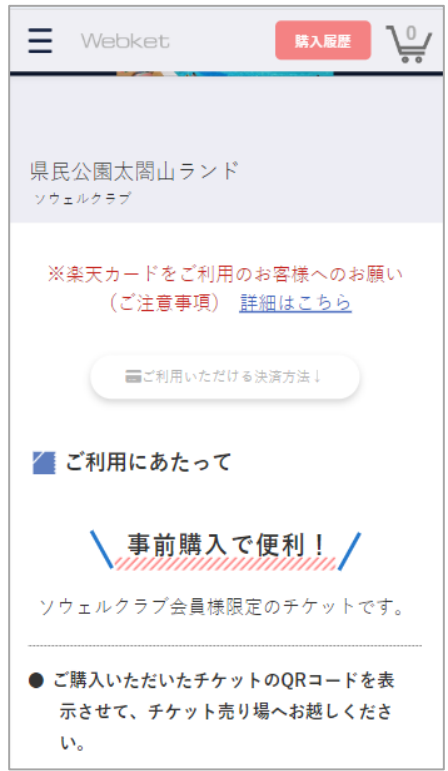 Webket
購入履歴
0
県民公園太閤山ランド
ソウェルクラブ
※楽天カードをご利用のお客様へのお願い
(ご注意事項) 詳細はこちら
ご利用いただける決済方法↓
ご利用にあたって
事前購入で便利！
ソウェルクラブ会員様限定のチケットです。
● ご購入いただいたチケットのQRコードを表
示させて、チケット売り場へお越しくださ
い。